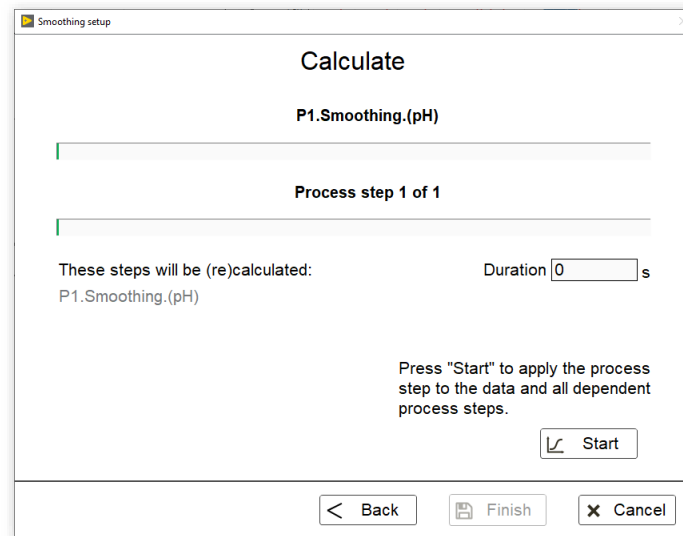 Smoothing setup
Calculate
P1.Smoothing.(pH)
Process step 1 of 1
These steps will be (re)calculated:
Duration 0 s
P1.Smoothing.(pH)
Press "Start" to apply the process
step to the data and all dependent
process steps.
Start
< Back
Finish
Cancel